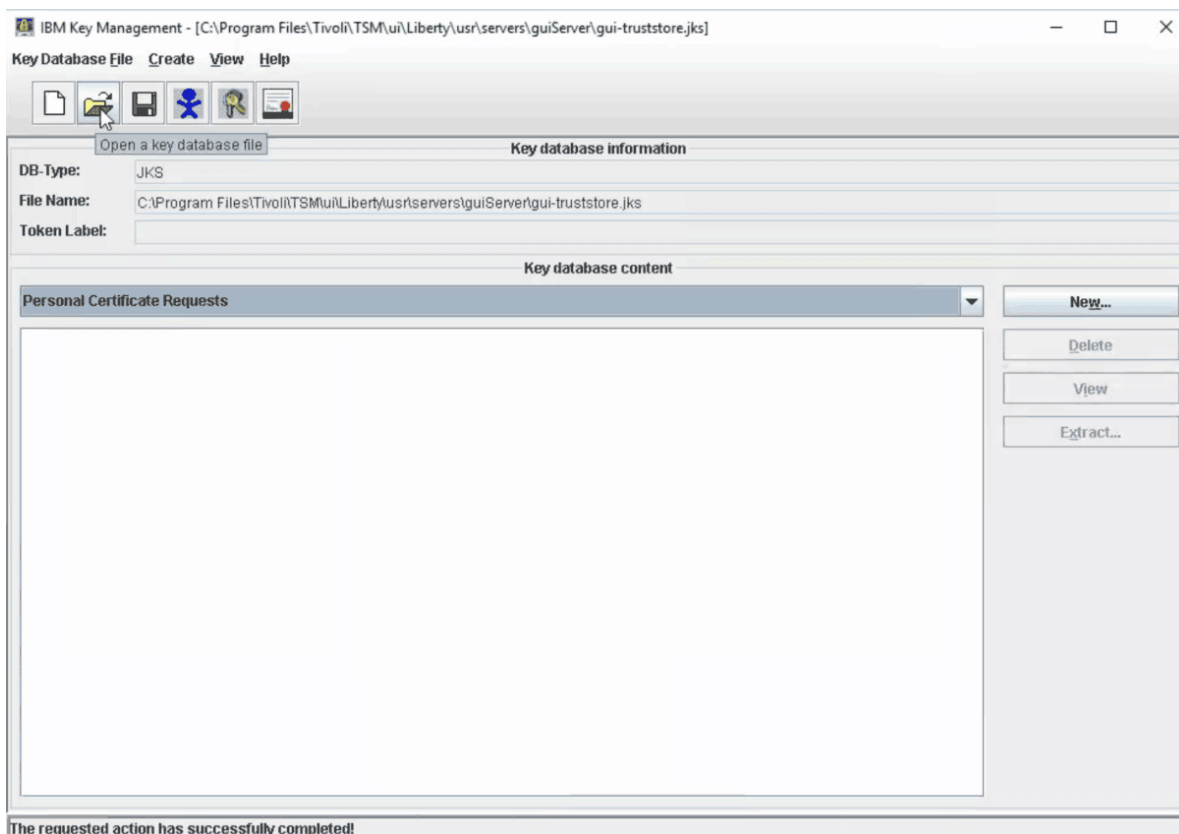 IBM Key Management - [C:\Program Files\Tivoli\TSM\ui\Liberty\usr\servers\guiServer\gui-truststore.jks]
Key Database File Create View Help
Open a key database file
Key database information
DB-Type: JKS
File Name: C:\Program Files\Tivoli\TSM\ui\Liberty\usr\servers\guiServer\gui-truststore.jks
Token Label:
Key database content
Personal Certificate Requests
New...
Delete
View
Extract...
The requested action has successfully completed!